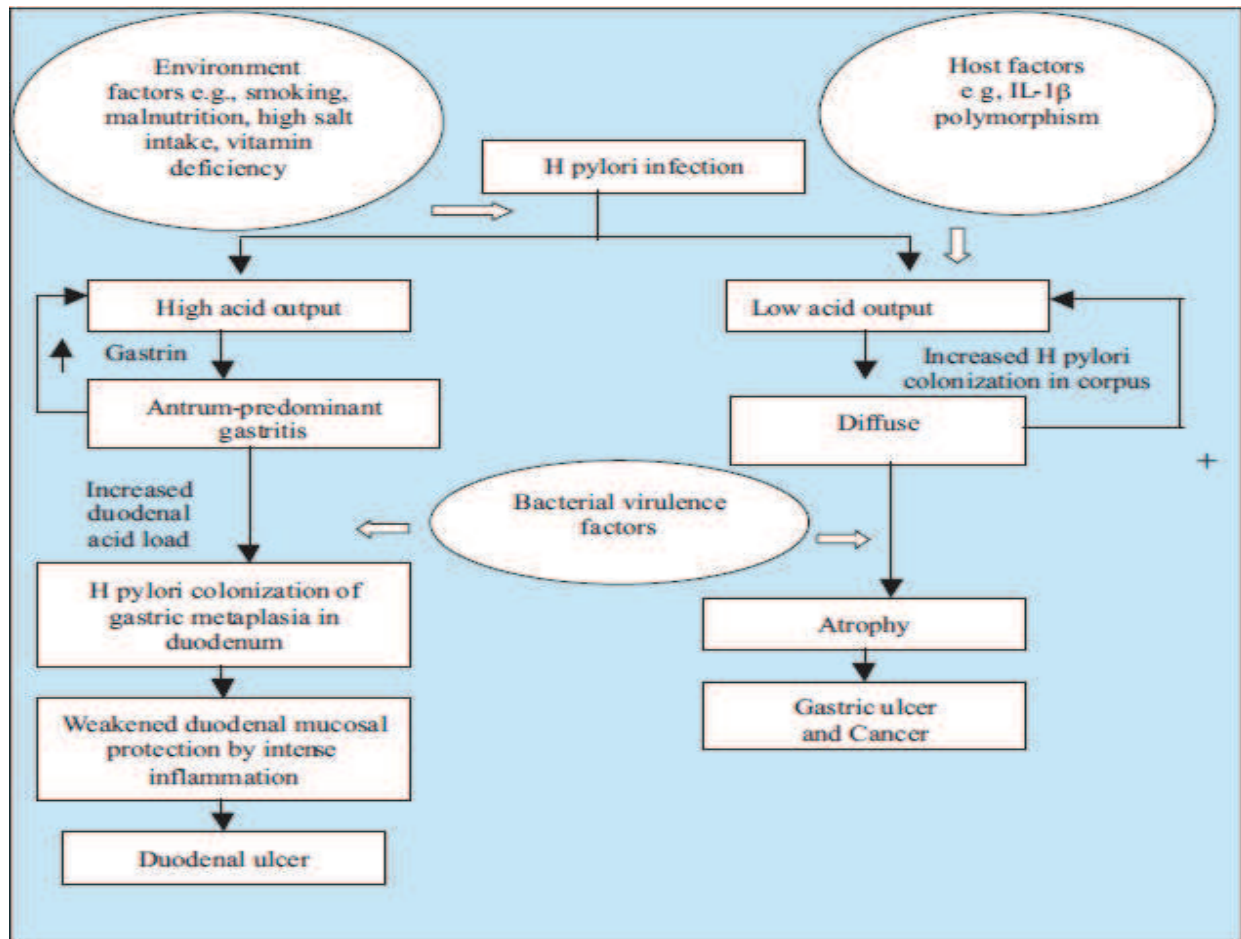 Environment
factors e.g., smoking,
malnutrition, high salt
intake, vitamin
deficiency
Host factors
e g, IL-1β
polymorphism
H pylori infection
High acid output
Low acid output
Gastrin
Increased H pylori
colonization in corpus
Antrum-predominant
gastritis
Diffuse
+
Increased
duodenal
acid load
Bacterial virulence
factors
H pylori colonization of
gastric metaplasia in
duodenum
Atrophy
Weakened duodenal mucosal
protection by intense
inflammation
Gastric ulcer
and Cancer
Duodenal ulcer